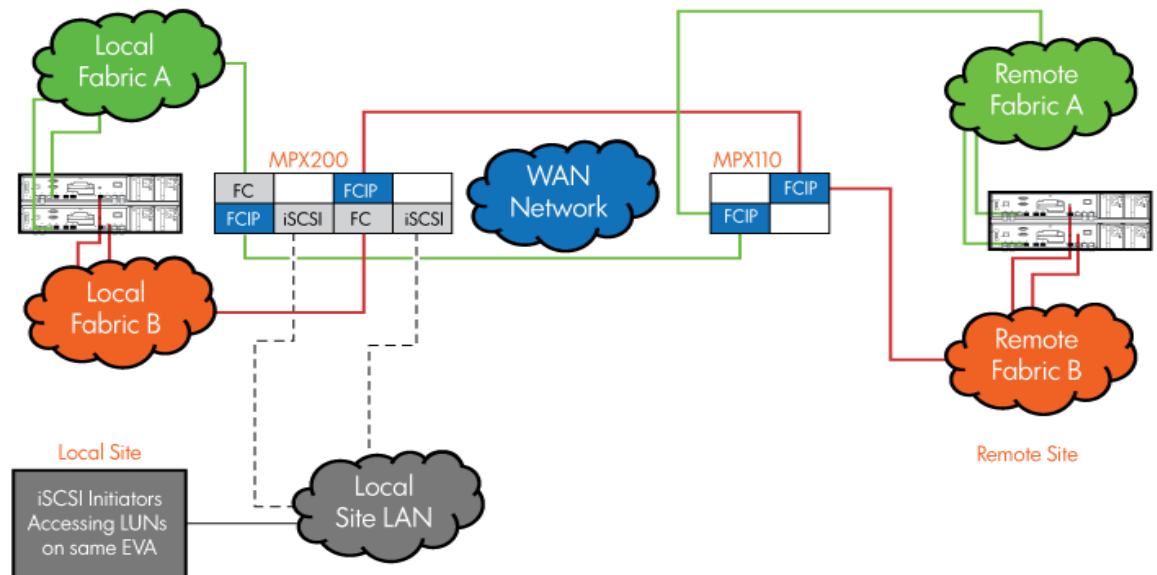 Local
Fabric A
Remote
Fabric A
MPX200
MPX110
WAN
Network
FC
FCIP
FCIP
iSCSI
FC
iSCSI
FCIP
FCIP
Local
Fabric B
Remote
Fabric B
Local Site
Remote Site
iSCSI Initiators
Accessing LUNs
on same EVA
Local
Site LAN